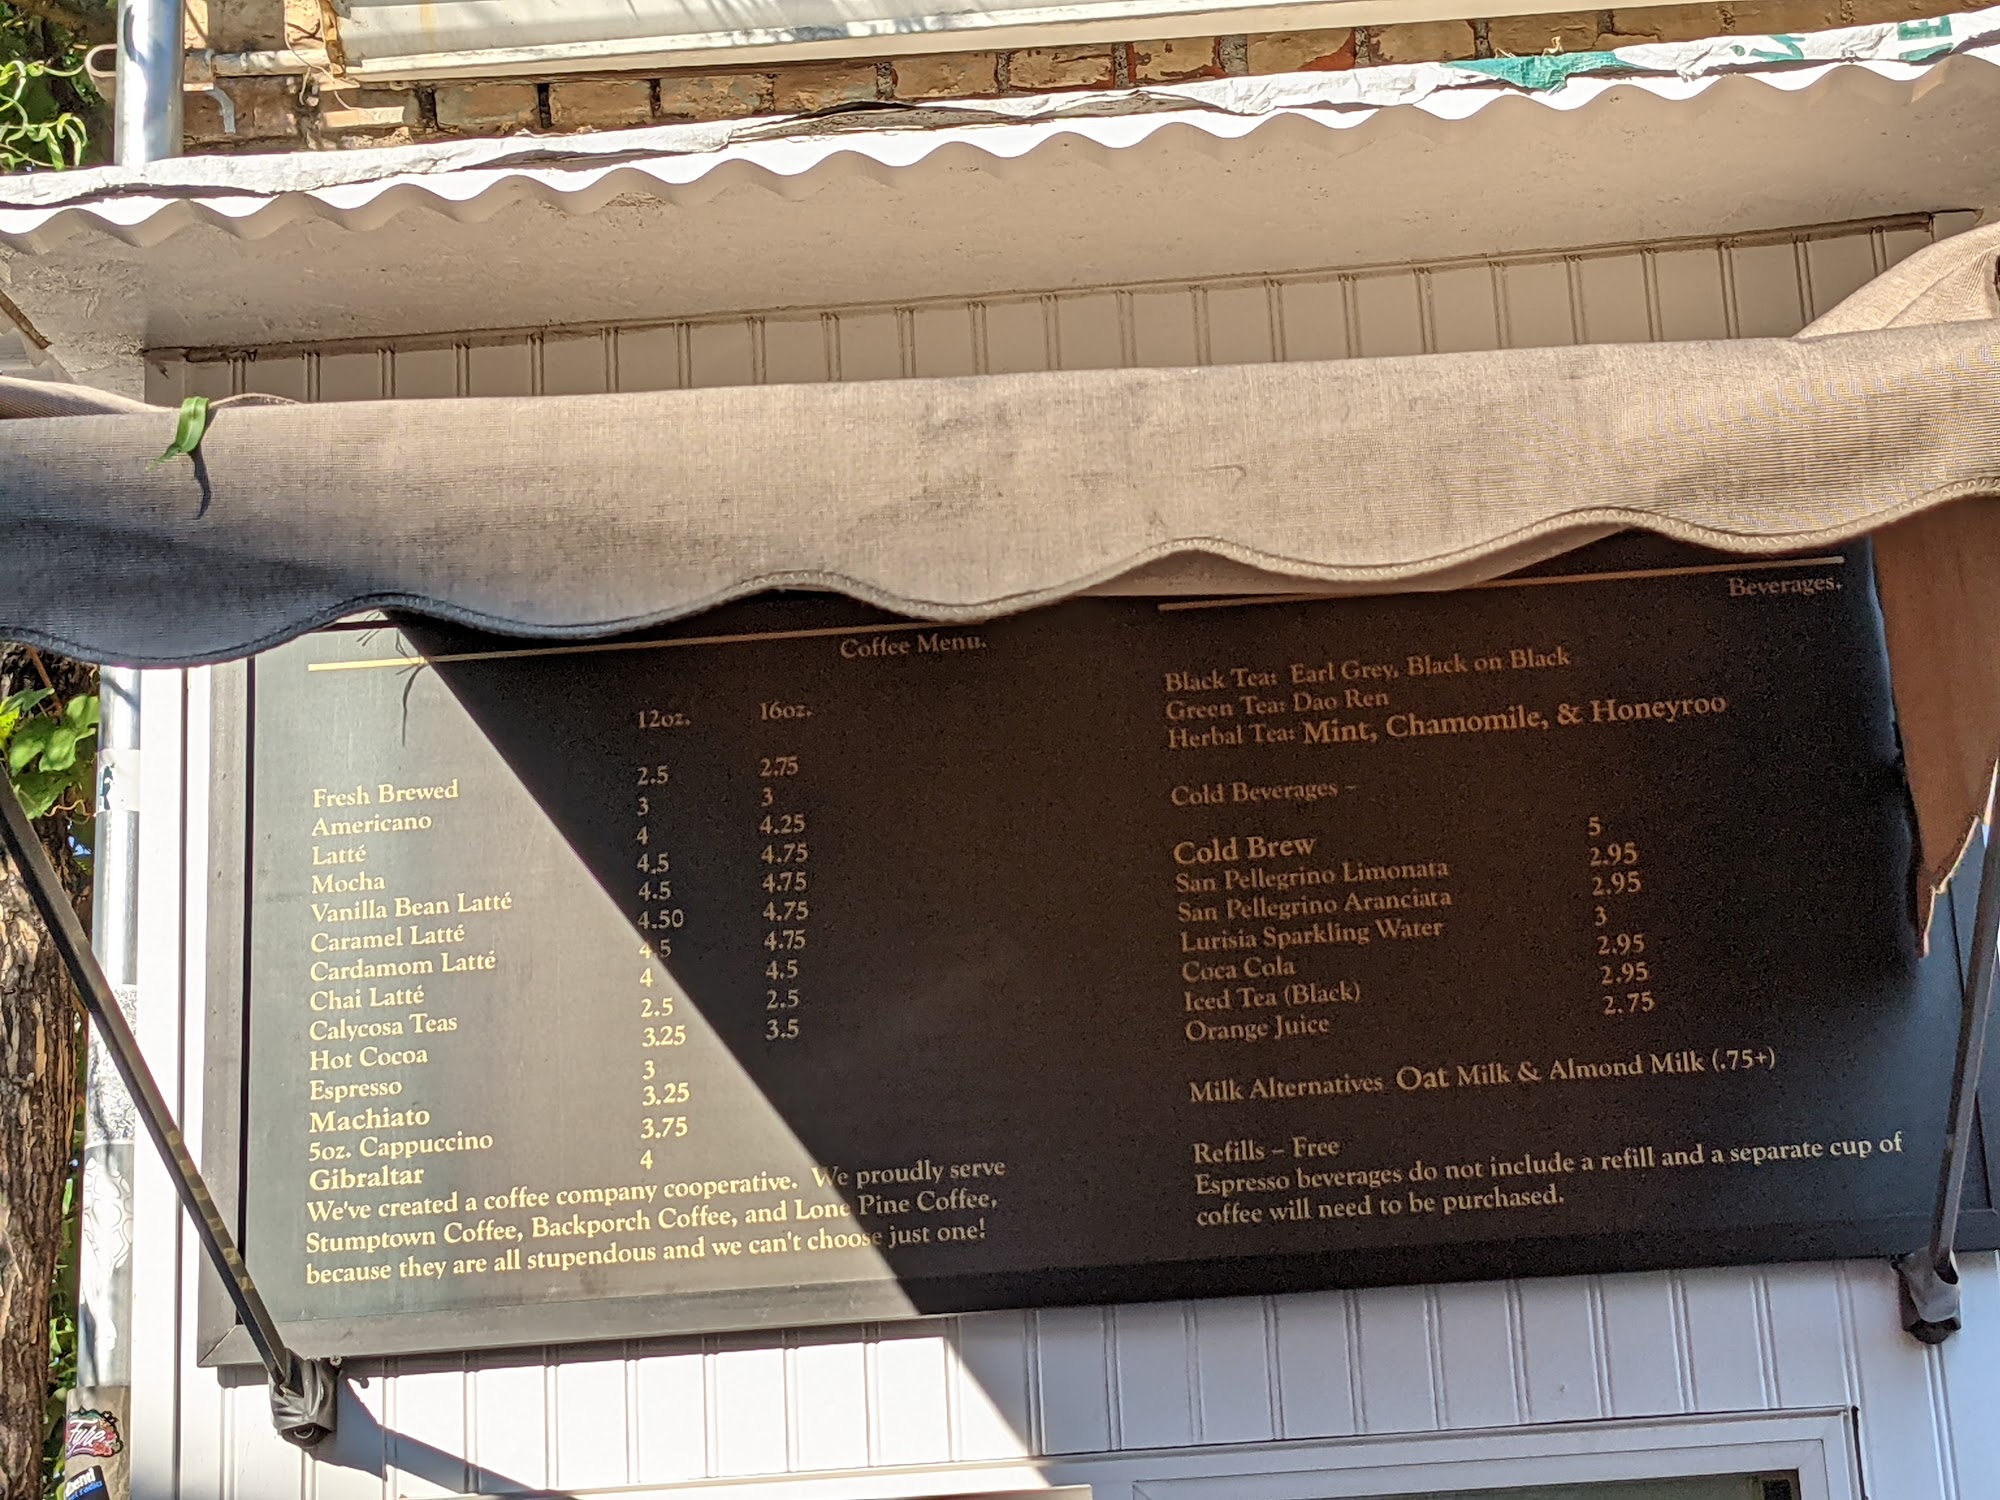 Coffee Menu.
12oz. 16oz.
Fresh Brewed 2.5 2.75
Americano 3 3
Latté 4 4.25
Mocha 4.5 4.75
Vanilla Bean Latté 4.5 4.75
Caramel Latté 4.50 4.75
Cardamom Latté 4.5 4.75
Chai Latté 4 4.5
Calycosa Teas 2.5 2.5
Hot Cocoa 3.25 3.5
Espresso 3
Machiato 3.25
5oz. Cappuccino 3.75
Gibraltar 4
We've created a coffee company cooperative. We proudly serve
Stumptown Coffee, Backporch Coffee, and Lone Pine Coffee,
because they are all stupendous and we can't choose just one!
Beverages.
Black Tea: Earl Grey, Black on Black
Green Tea: Dao Ren
Herbal Tea: Mint, Chamomile, & Honeyroo
Cold Beverages –
Cold Brew 5
San Pellegrino Limonata 2.95
San Pellegrino Aranciata 2.95
Lurisia Sparkling Water 3
Coca Cola 2.95
Iced Tea (Black) 2.95
Orange Juice 2.75
Milk Alternatives Oat Milk & Almond Milk (.75+)
Refills – Free
Espresso beverages do not include a refill and a separate cup of
coffee will need to be purchased.